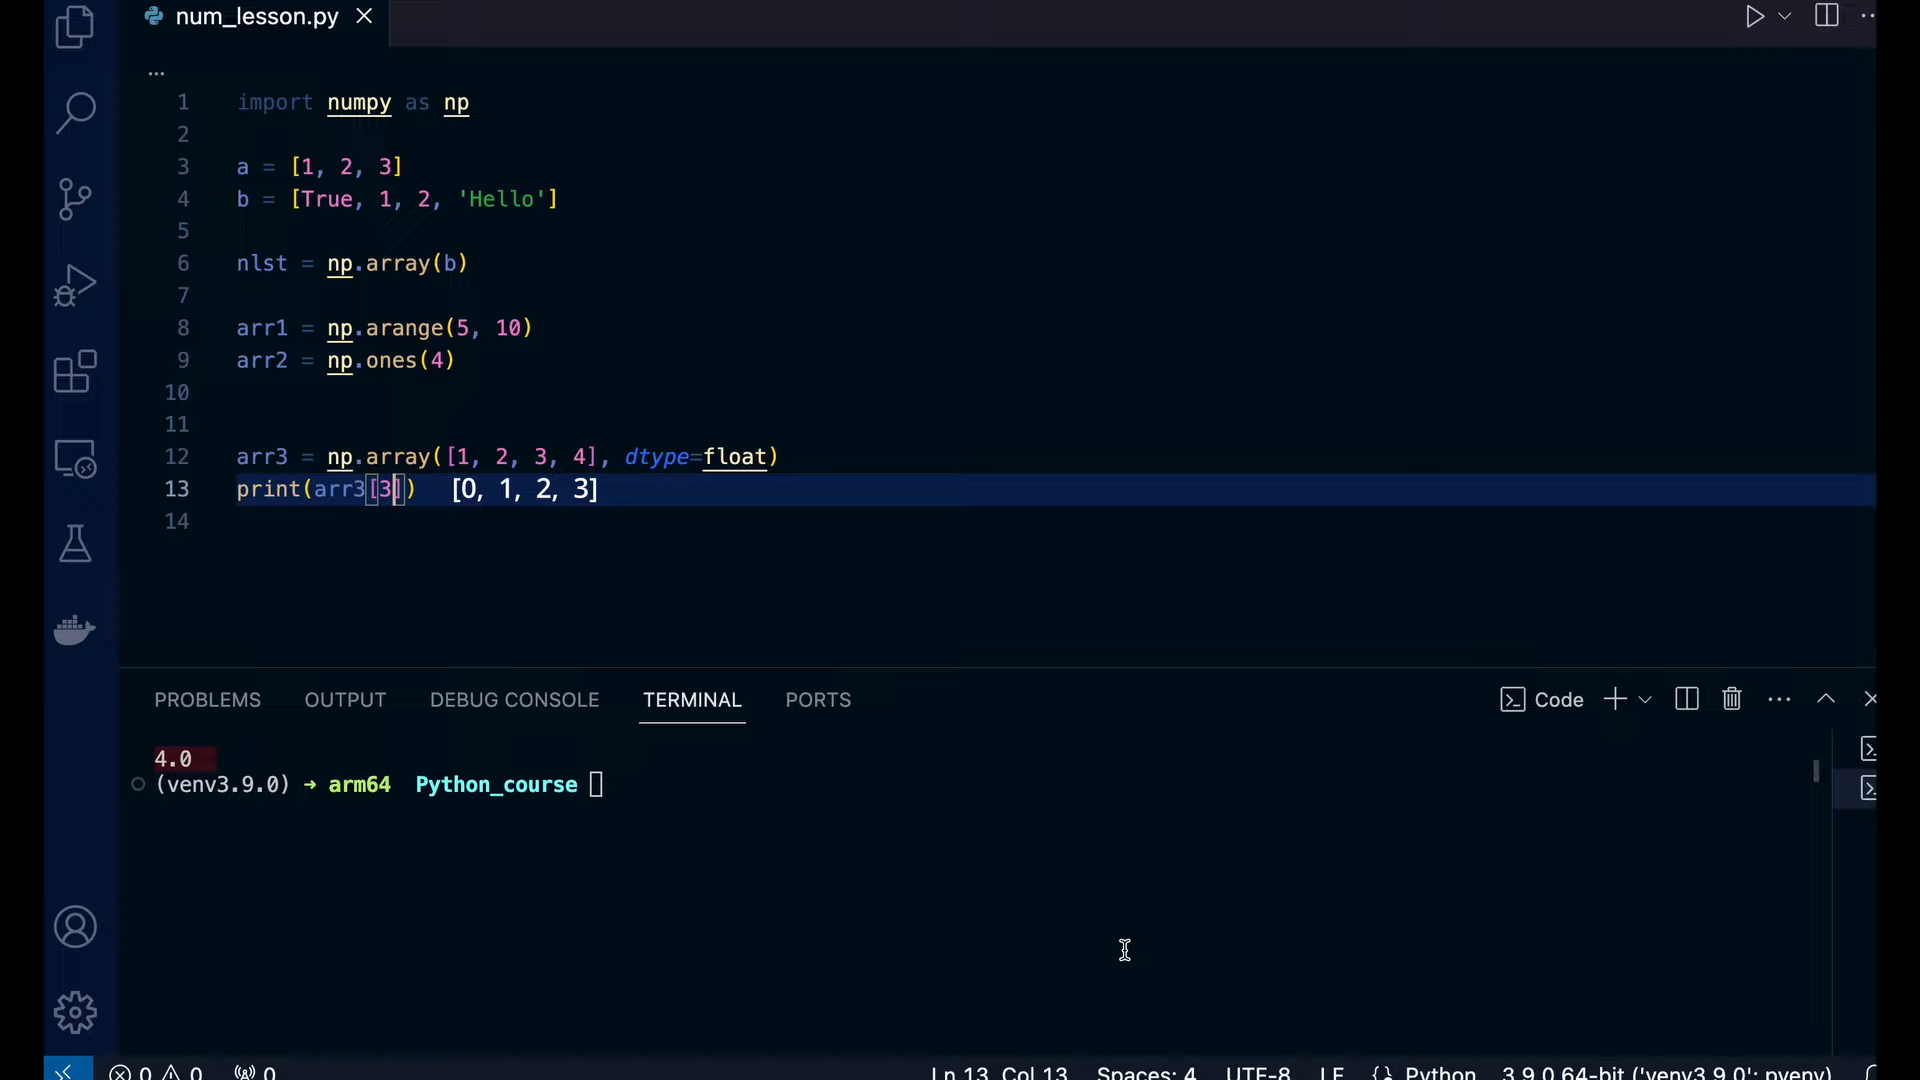 num_lesson.py
...
1 import numpy as np
2
3 a = [1, 2, 3]
4 b = [True, 1, 2, 'Hello']
5
6 nlst = np.array(b)
7
8 arr1 = np.arange(5, 10)
9 arr2 = np.ones(4)
10
11
12 arr3 = np.array([1, 2, 3, 4], dtype=float)
13 print(arr3[3]) [0, 1, 2, 3]
14
PROBLEMS OUTPUT DEBUG CONSOLE TERMINAL PORTS Code
4.0
(venv3.9.0) → arm64 Python_course
0 0 0 Ln 13, Col 13 Spaces: 4 UTF-8 LF {} Python 3.9.0 64-bit ('venv3.9.0': pyenv)